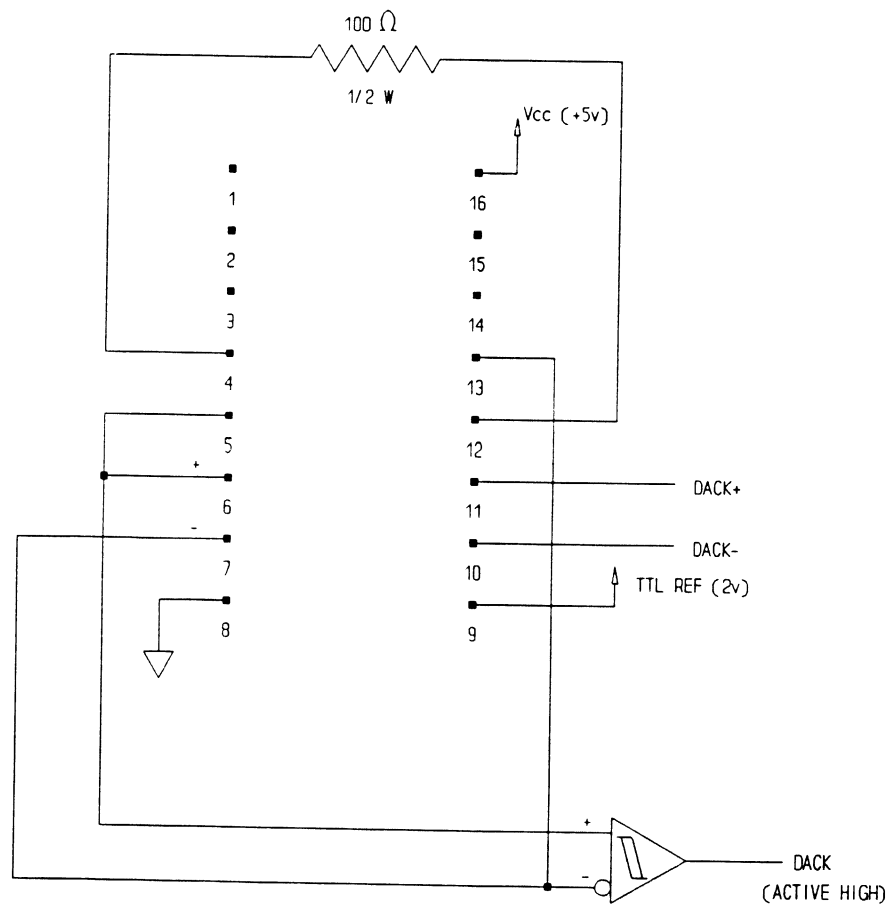 100 Ω
1/2 W
Vcc (+5v)
1
16
2
15
3
14
4
13
5
12
+
6
11
DACK+
-
7
10
DACK-
TTL REF (2v)
8
9
+
-
DACK
(ACTIVE HIGH)